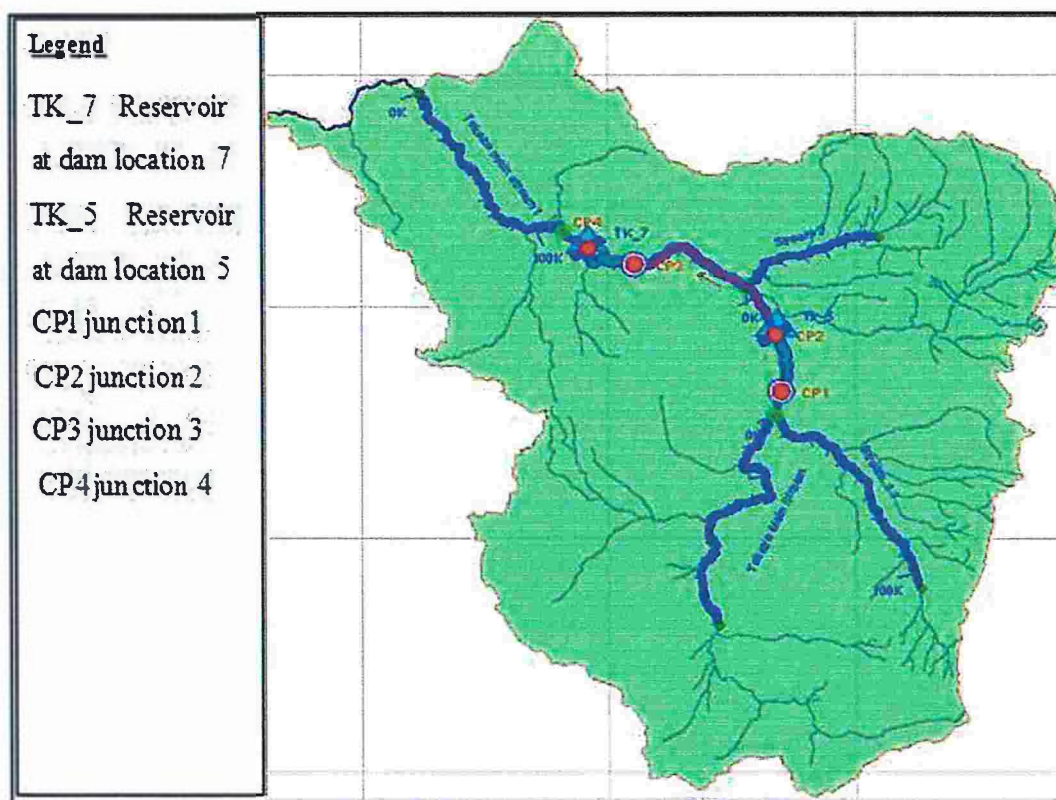 Legend
TK_7 Reservoir
at dam location 7
TK_5 Reservoir
at dam location 5
CP1 junction 1
CP2 junction 2
CP3 junction 3
CP4 junction 4
0K
CP4
TK_7
100K
CP3
0K
TK_5
CP2
CP1
0K
100K